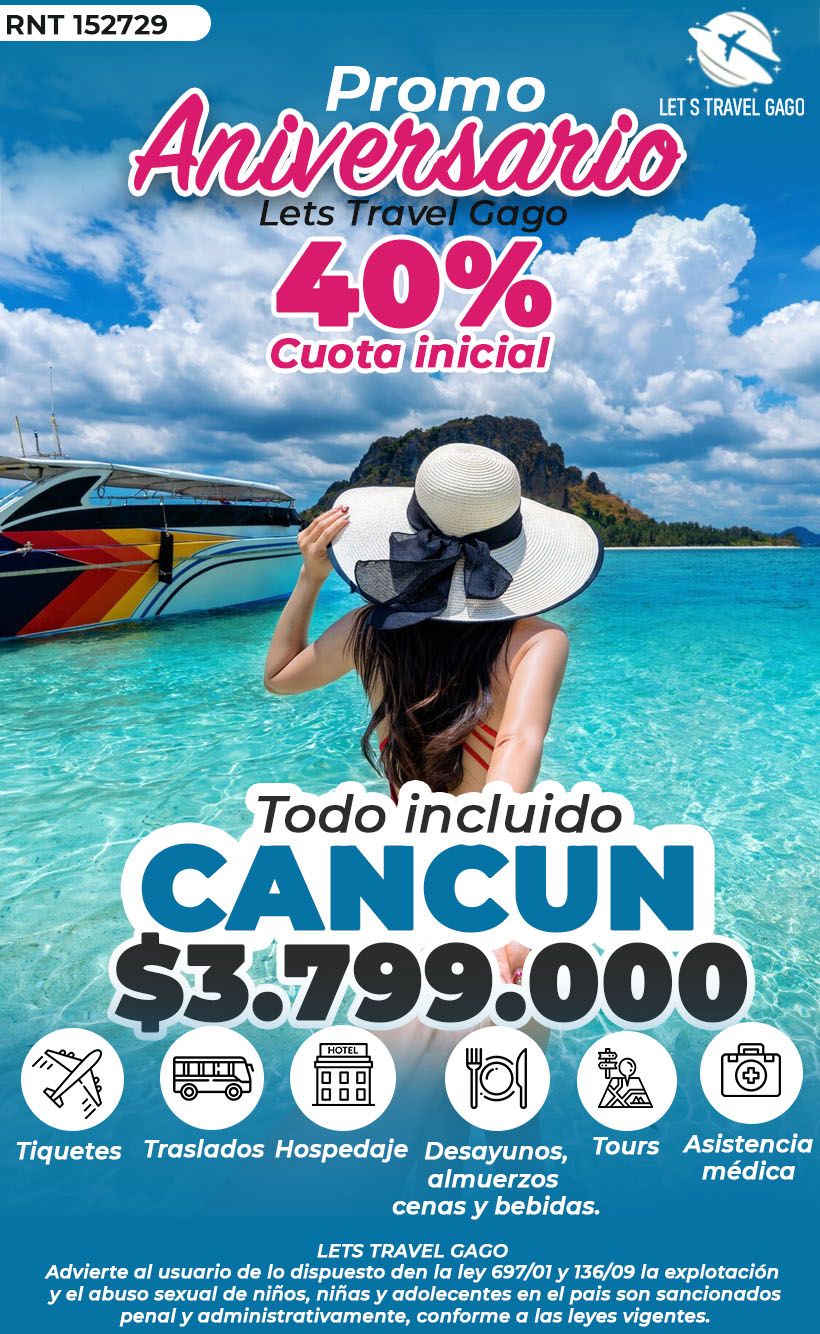 RNT 152729
LET S TRAVEL GAGO
Promo
Aniversario
Lets Travel Gago
40%
Cuota inicial
Todo incluido
CANCUN
$3.799.000
HOTEL
Tiquetes
Traslados
Hospedaje
Desayunos,
almuerzos
cenas y bebidas.
Tours
Asistencia
médica
LETS TRAVEL GAGO
Advierte al usuario de lo dispuesto den la ley 697/01 y 136/09 la explotación
y el abuso sexual de niños, niñas y adolecentes en el pais son sancionados
penal y administrativamente, conforme a las leyes vigentes.